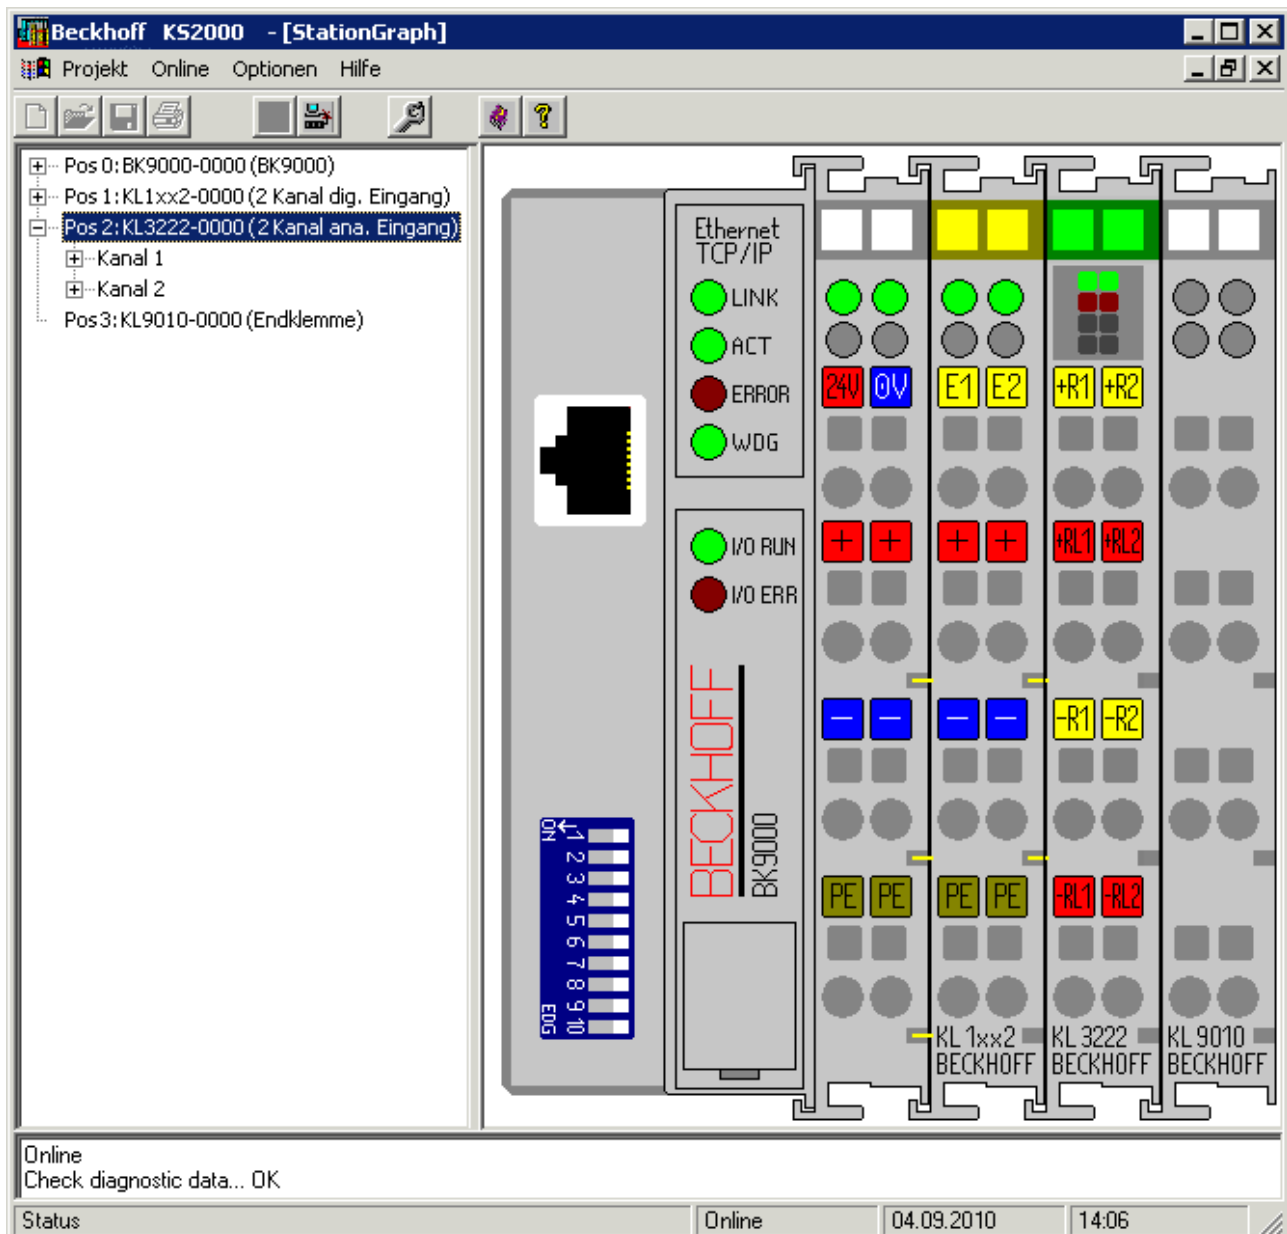 Beckhoff KS2000 - [StationGraph]
Projekt Online Optionen Hilfe
Pos 0: BK9000-0000 (BK9000)
Pos 1: KL1xx2-0000 (2 Kanal dig. Eingang)
Pos 2: KL3222-0000 (2 Kanal ana. Eingang)
Kanal 1
Kanal 2
Pos 3: KL9010-0000 (Endklemme)
Ethernet
TCP/IP
LINK
ACT
ERROR
WDG
I/O RUN
I/O ERR
BECKHOFF
BK9000
ON
1
2
3
4
5
6
7
8
9
10
EDG
24V 0V E1 E2 +R1 +R2
+ + + + +RL1 +RL2
- - - - -R1 -R2
PE PE PE PE -RL1 -RL2
KL 1xx2 KL 3222 KL 9010
BECKHOFF BECKHOFF BECKHOFF
Online
Check diagnostic data... OK
Status Online 04.09.2010 14:06